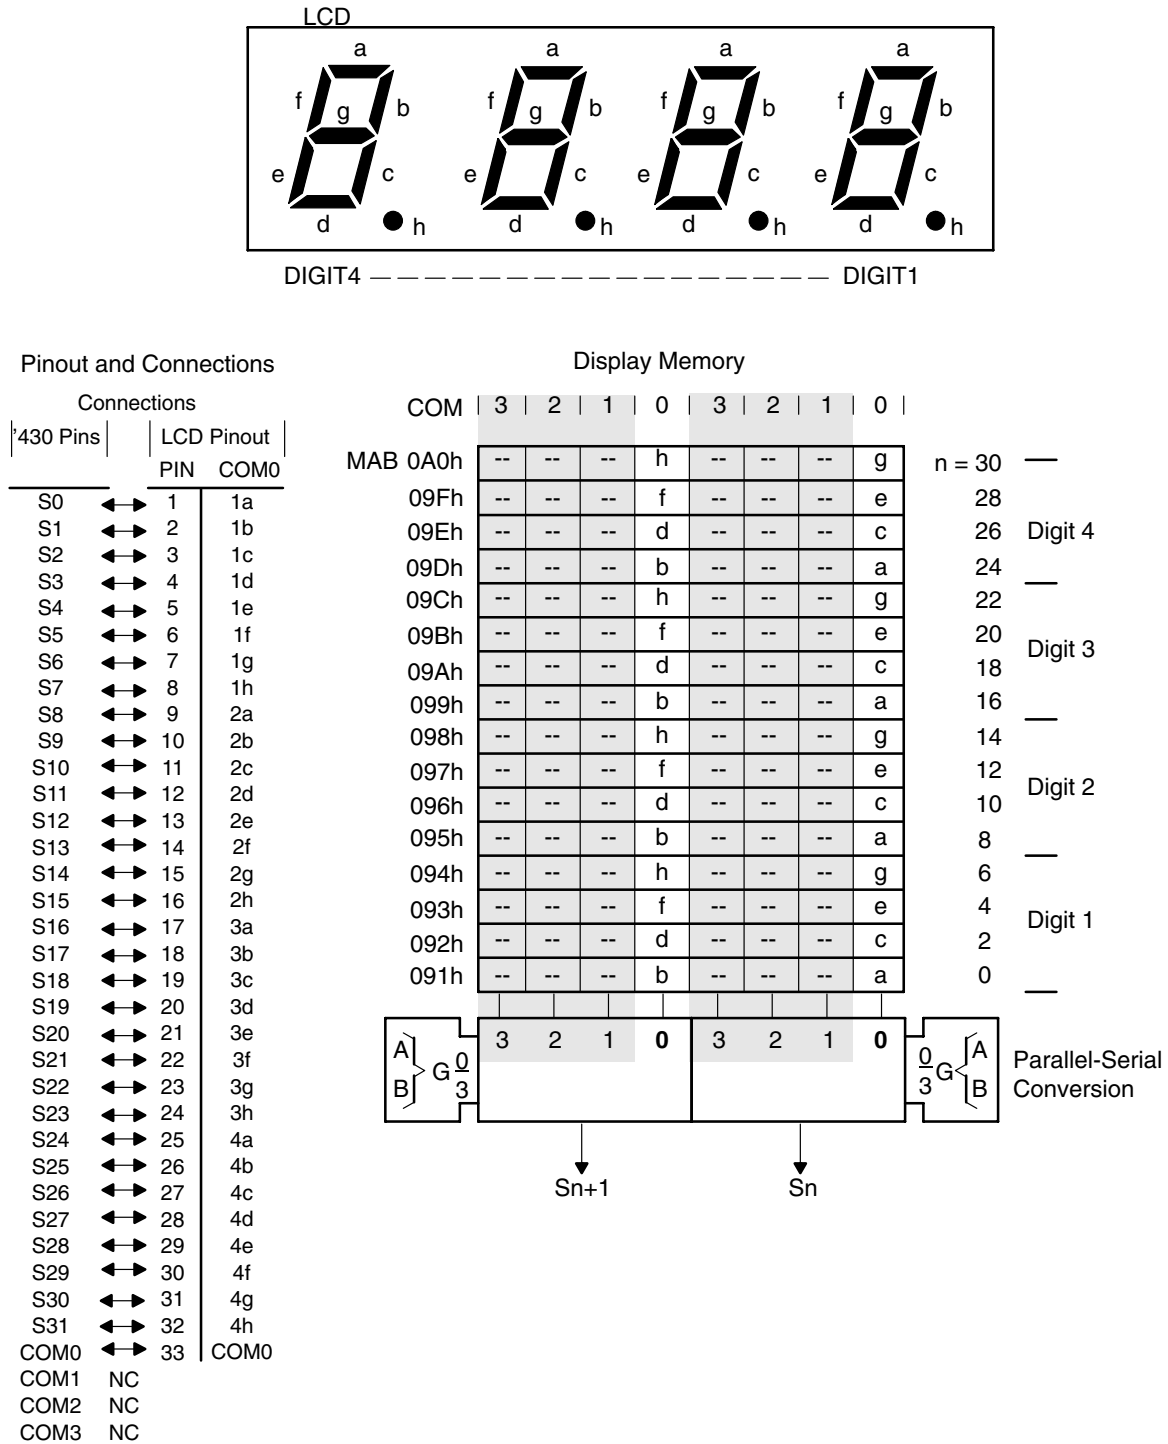 LCD
a a a a
f g b f g b f g b f g b
e c e c e c e c
d h d h d h d h
DIGIT4 DIGIT1
Pinout and Connections
Connections
'430 Pins LCD Pinout
PIN COM0
S0 1 1a
S1 2 1b
S2 3 1c
S3 4 1d
S4 5 1e
S5 6 1f
S6 7 1g
S7 8 1h
S8 9 2a
S9 10 2b
S10 11 2c
S11 12 2d
S12 13 2e
S13 14 2f
S14 15 2g
S15 16 2h
S16 17 3a
S17 18 3b
S18 19 3c
S19 20 3d
S20 21 3e
S21 22 3f
S22 23 3g
S23 24 3h
S24 25 4a
S25 26 4b
S26 27 4c
S27 28 4d
S28 29 4e
S29 30 4f
S30 31 4g
S31 32 4h
COM0 33 COM0
COM1 NC
COM2 NC
COM3 NC
Display Memory
COM 3 2 1 0 3 2 1 0
MAB 0A0h -- -- -- h -- -- -- g n = 30
09Fh -- -- -- f -- -- -- e 28
09Eh -- -- -- d -- -- -- c 26 Digit 4
09Dh -- -- -- b -- -- -- a 24
09Ch -- -- -- h -- -- -- g 22
09Bh -- -- -- f -- -- -- e 20
Digit 3
09Ah -- -- -- d -- -- -- c 18
099h -- -- -- b -- -- -- a 16
098h -- -- -- h -- -- -- g 14
097h -- -- -- f -- -- -- e 12
Digit 2
096h -- -- -- d -- -- -- c 10
095h -- -- -- b -- -- -- a 8
094h -- -- -- h -- -- -- g 6
093h -- -- -- f -- -- -- e 4
Digit 1
092h -- -- -- d -- -- -- c 2
091h -- -- -- b -- -- -- a 0
3 2 1 0 3 2 1 0
A B G 0 3
0 3 G A B
Parallel-Serial
Conversion
Sn+1 Sn